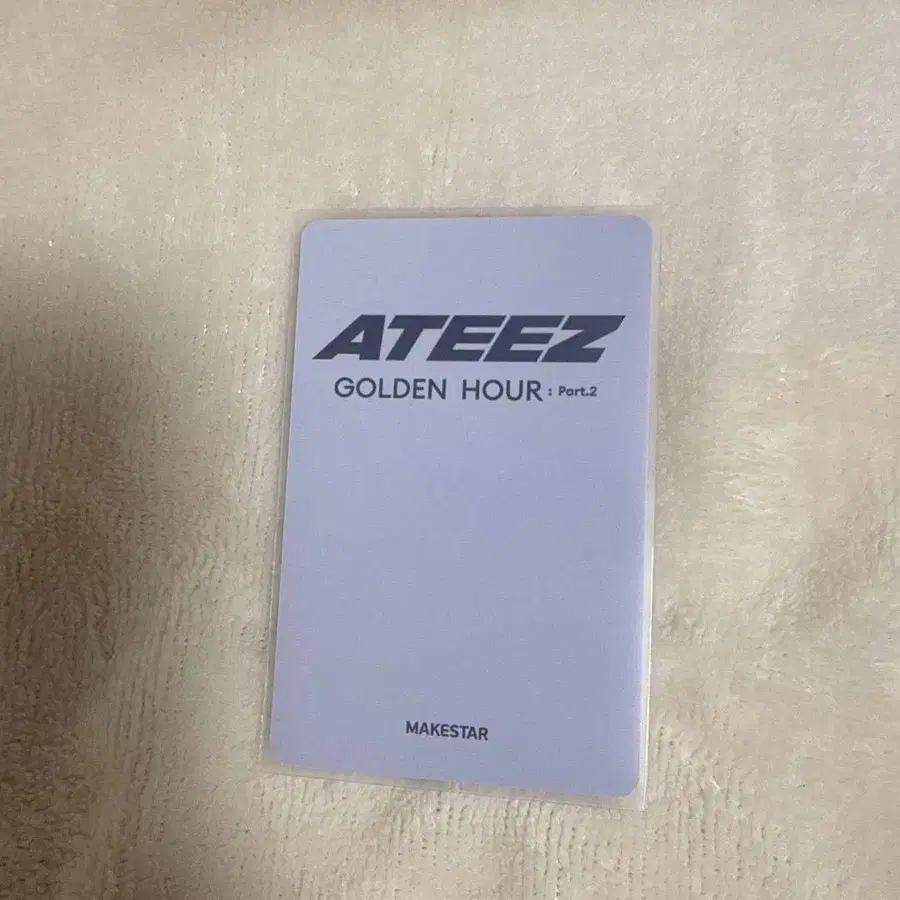 ATEEZ
GOLDEN HOUR : Part.2
MAKESTAR